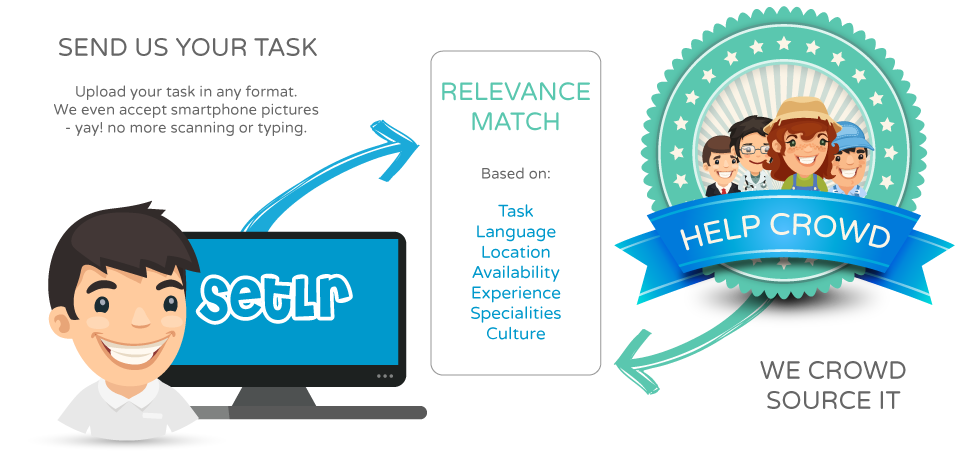 SEND US YOUR TASK
Upload your task in any format.
We even accept smartphone pictures
- yay! no more scanning or typing.
setlr
RELEVANCE
MATCH
Based on:
Task
Language
Location
Availability
Experience
Specialities
Culture
HELP CROWD
WE CROWD
SOURCE IT